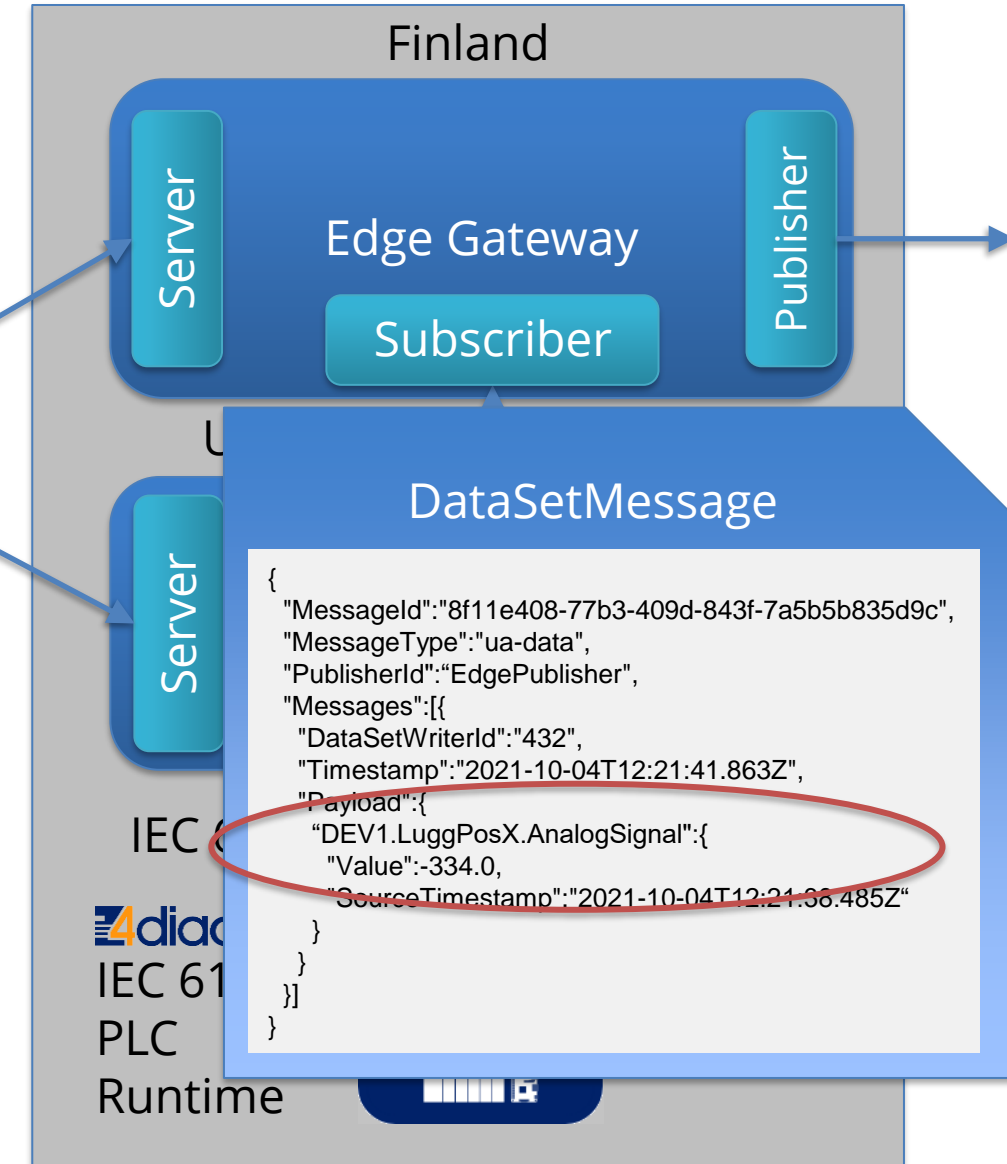 Finland
Server
Edge Gateway
Publisher
Subscriber
U
Server
DataSetMessage
{
"MessageId":"8f11e408-77b3-409d-843f-7a5b5b835d9c",
"MessageType":"ua-data",
"PublisherId":“EdgePublisher",
"Messages":[{
"DataSetWriterId":"432",
"Timestamp":"2021-10-04T12:21:41.863Z",
"Payload":{
“DEV1.LuggPosX.AnalogSignal":{
"Value":-334.0,
"SourceTimestamp":"2021-10-04T12:21:38.485Z“
}
}
}]
}
IEC 6
4diac
IEC 61
PLC
Runtime